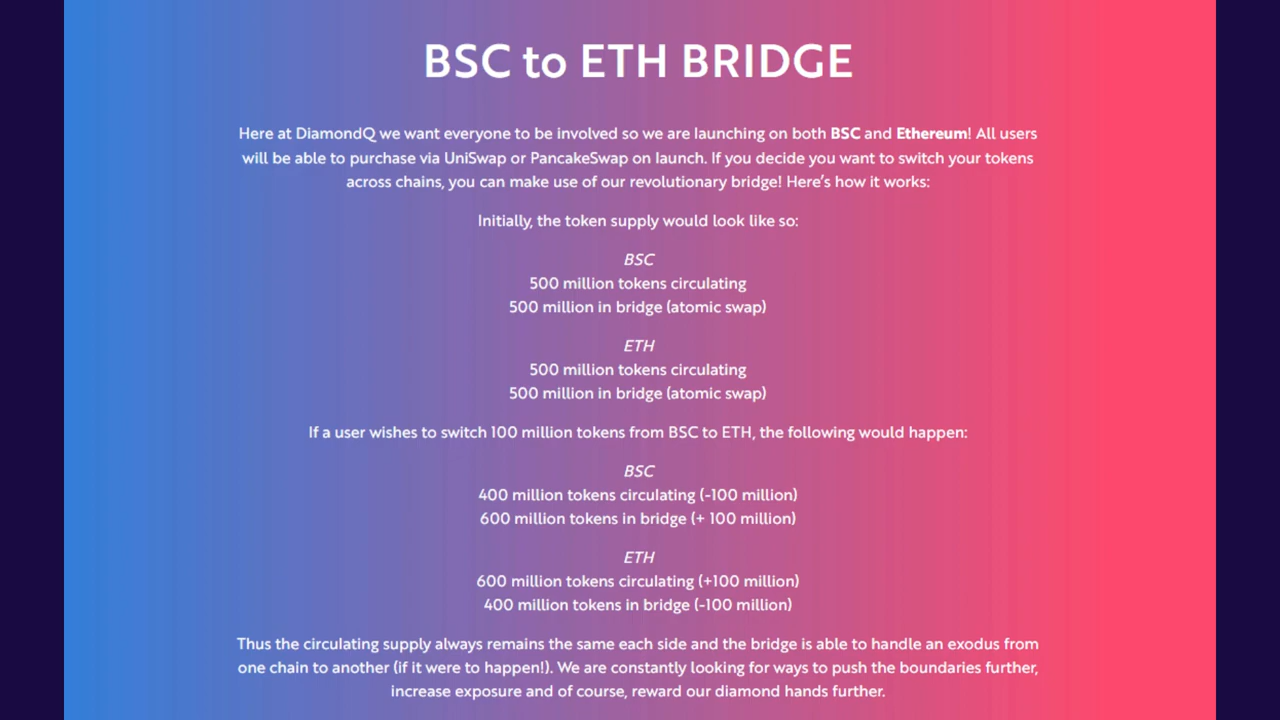 BSC to ETH BRIDGE
Here at DiamondQ we want everyone to be involved so we are launching on both BSC and Ethereum! All users
will be able to purchase via UniSwap or PancakeSwap on launch. If you decide you want to switch your tokens
across chains, you can make use of our revolutionary bridge! Here's how it works:
Initially, the token supply would look like so:
BSC
500 million tokens circulating
500 million in bridge (atomic swap)
ETH
500 million tokens circulating
500 million in bridge (atomic swap)
If a user wishes to switch 100 million tokens from BSC to ETH, the following would happen:
BSC
400 million tokens circulating (-100 million)
600 million tokens in bridge (+ 100 million)
ETH
600 million tokens circulating (+100 million)
400 million tokens in bridge (-100 million)
Thus the circulating supply always remains the same each side and the bridge is able to handle an exodus from
one chain to another (if it were to happen!). We are constantly looking for ways to push the boundaries further,
increase exposure and of course, reward our diamond hands further.